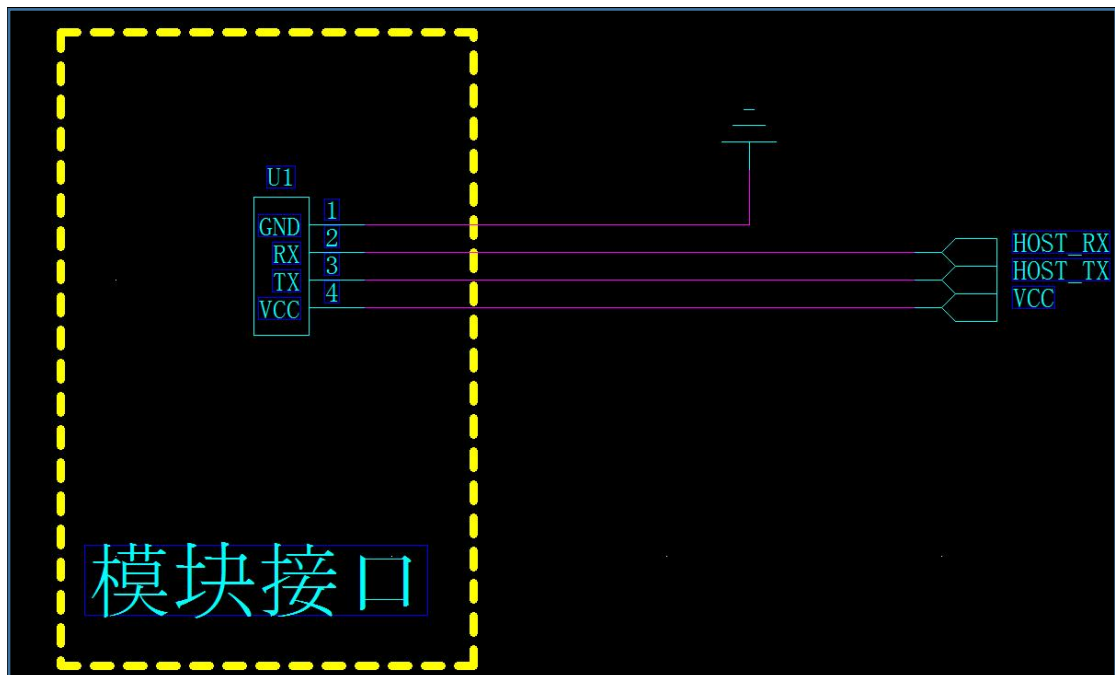 U1
GND 1
RX 2
TX 3
VCC 4
HOST_RX
HOST_TX
VCC
模块接口